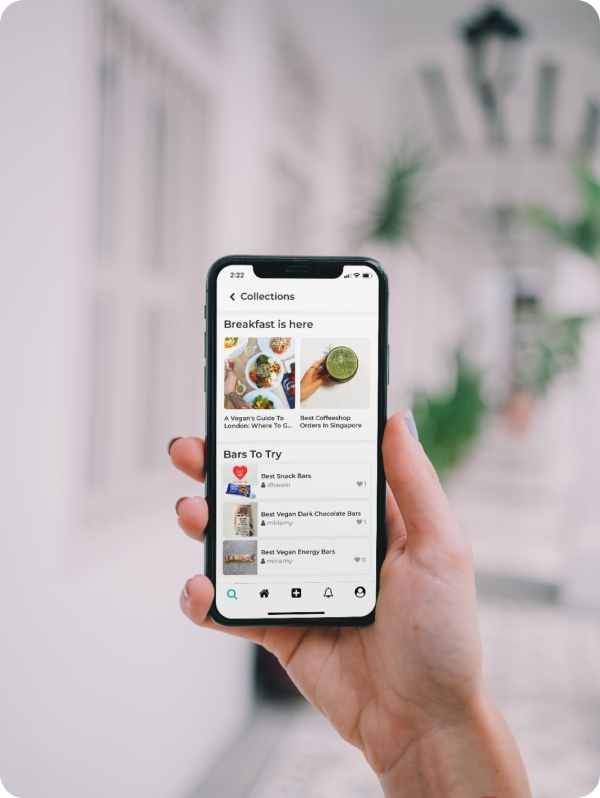 2:22
Collections
Breakfast is here
A Vegan's Guide To
London: Where To G...
Best Coffeeshop
Orders In Singapore
Bars To Try
Best Snack Bars
dhwani
1
Best Vegan Dark Chocolate Bars
miriamy
1
Best Vegan Energy Bars
miriamy
0